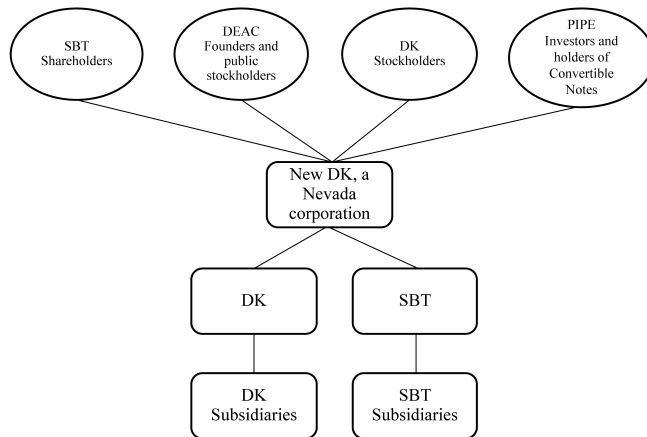 SBT
Shareholders
DEAC
Founders and
public
stockholders
DK
Stockholders
PIPE
Investors and
holders of
Convertible
Notes
New DK, a
Nevada
corporation
DK
SBT
DK
Subsidiaries
SBT
Subsidiaries